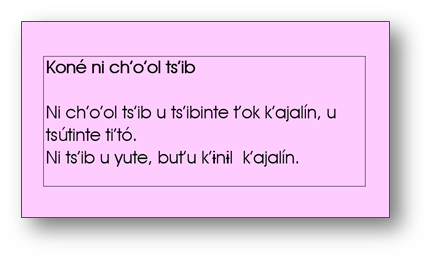 Koné ni ch’o’ol ts’ib
Ni ch’o’ol ts’ib u ts’ibinte t’ok k’ajalín, u
tsútinte ti’tó.
Ni ts’ib u yute, but’u k’ɨnɨl k’ajalín.